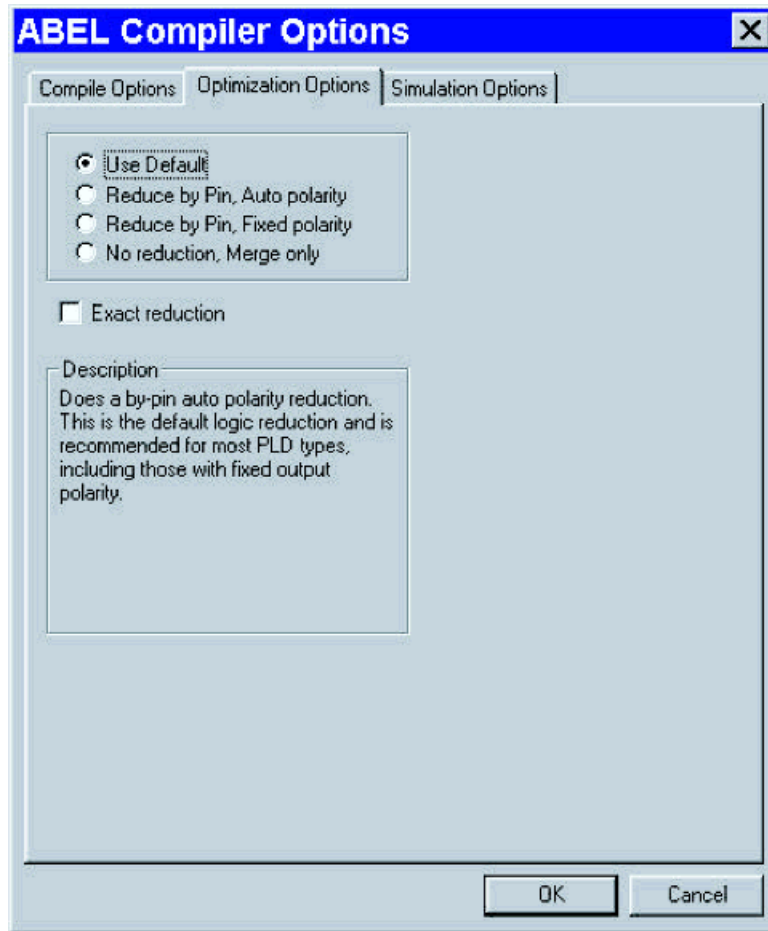 ABEL Compiler Options
Compile Options
Optimization Options
Simulation Options
Use Default
Reduce by Pin, Auto polarity
Reduce by Pin, Fixed polarity
No reduction, Merge only
Exact reduction
Description
Does a by-pin auto polarity reduction.
This is the default logic reduction and is
recommended for most PLD types,
including those with fixed output
polarity.
OK
Cancel